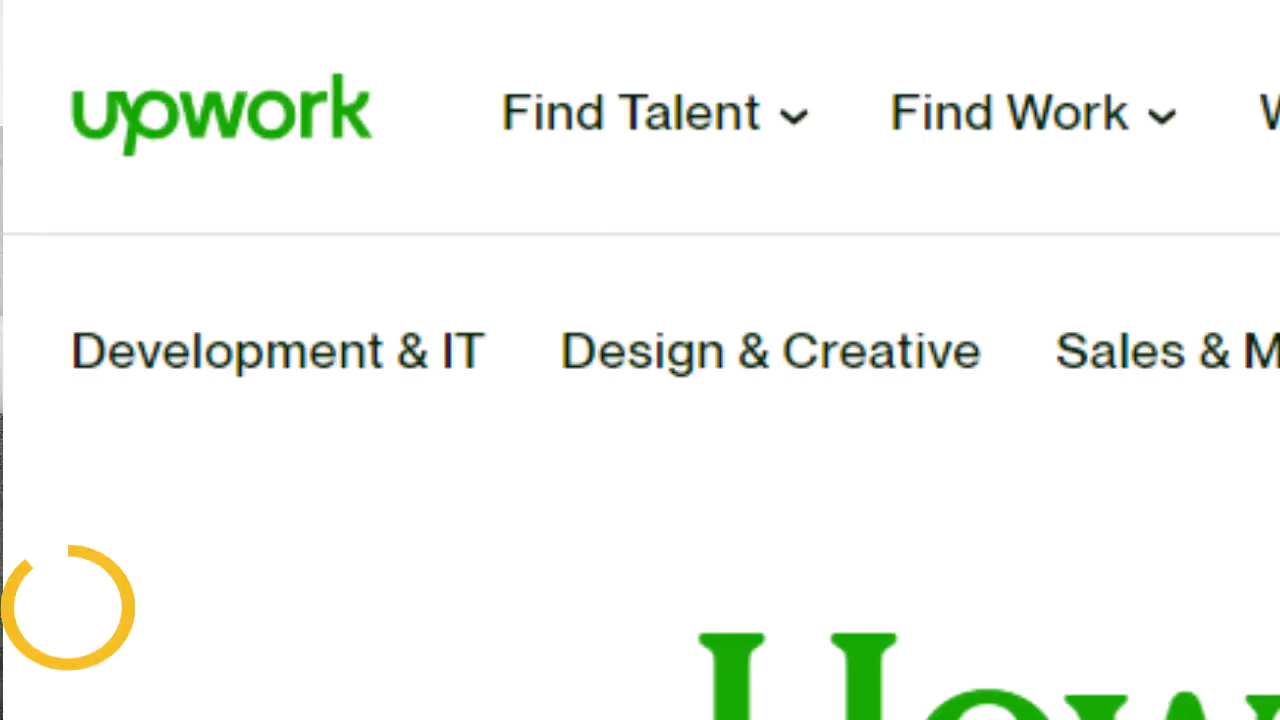 upwork Find Talent Find Work
Development & IT Design & Creative Sales &